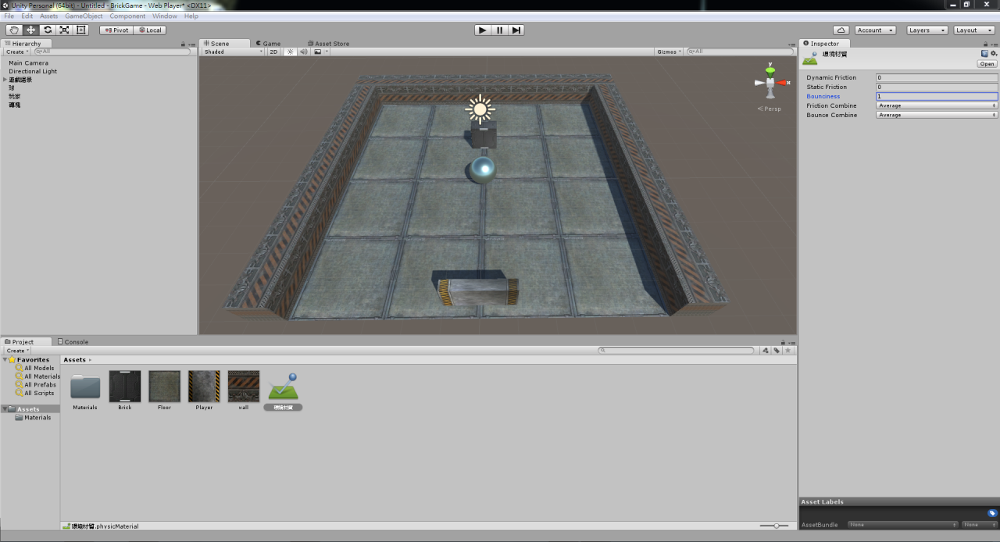 Unity Personal (64bit) - Untitled - BrickGame - Web Player* <DX11>
File Edit Assets GameObject Component Window Help
Pivot Local Account Layers Layout
Hierarchy
Create All
Main Camera
Directional Light
遊戲場景
球
玩家
磚塊
Scene Game Asset Store
Shaded 2D Gizmos All
y
x
Persp
Inspector
環境材質
Open
Dynamic Friction 0
Static Friction 0
Bounciness 1
Friction Combine Average
Bounce Combine Average
Project Console
Create
Favorites
All Models
All Materials
All Prefabs
All Scripts
Assets
Materials
Assets
Materials Brick Floor Player wall 環境材質
環境材質.physicMaterial
Asset Labels
AssetBundle None None